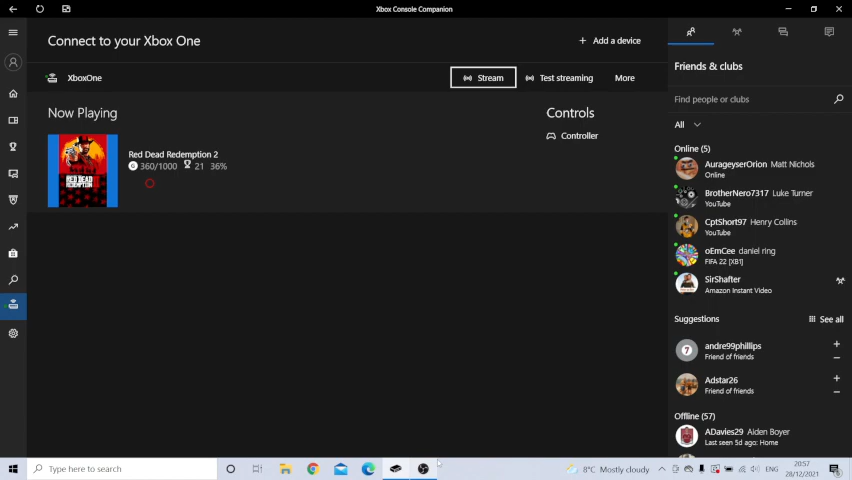 Xbox Console Companion
Connect to your Xbox One
+ Add a device
XboxOne
Stream
Test streaming
More
Now Playing
Controls
Red Dead Redemption 2
G 360/1000 21 36%
Controller
RED DEAD
REDEMPTION
Friends & clubs
Find people or clubs
All
Online (5)
AurageyserOrion Matt Nichols
Online
BrotherNero7317 Luke Turner
YouTube
CptShort97 Henry Collins
YouTube
oEmCee daniel ring
FIFA 22 [XB1]
SirShafter
Amazon Instant Video
Suggestions
See all
andre99phillips
Friend of friends
Adstar26
Friend of friends
Offline (57)
ADavies29 Aiden Boyer
Last seen 5d ago: Home
Type here to search
8°C Mostly cloudy
ENG
20:57
28/12/2021